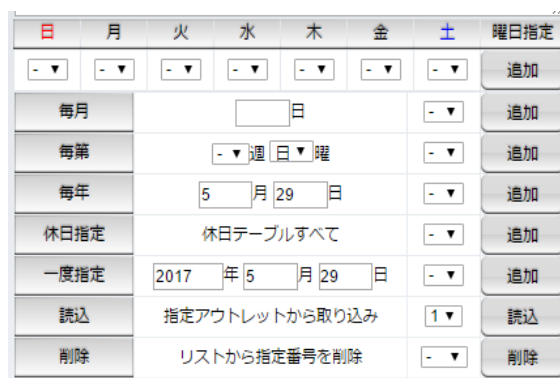 日 月 火 水 木 金 土 曜日指定
- ▼ - ▼ - ▼ - ▼ - ▼ - ▼ - ▼ 追加
毎月 日 - ▼ 追加
毎第 - ▼ 週 日 ▼ 曜 - ▼ 追加
毎年 5 月 29 日 - ▼ 追加
休日指定 休日テーブルすべて - ▼ 追加
一度指定 2017 年 5 月 29 日 - ▼ 追加
読込 指定アウトレットから取り込み 1 ▼ 読込
削除 リストから指定番号を削除 - ▼ 削除